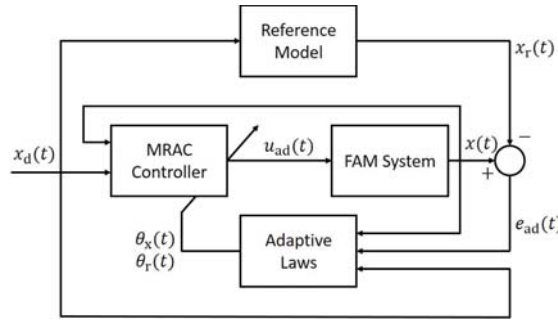 Reference
Model
x_r(t)
−
x_d(t)
MRAC
Controller
u_ad(t)
FAM System
x(t)
+
θ_x(t)
θ_r(t)
Adaptive
Laws
e_ad(t)